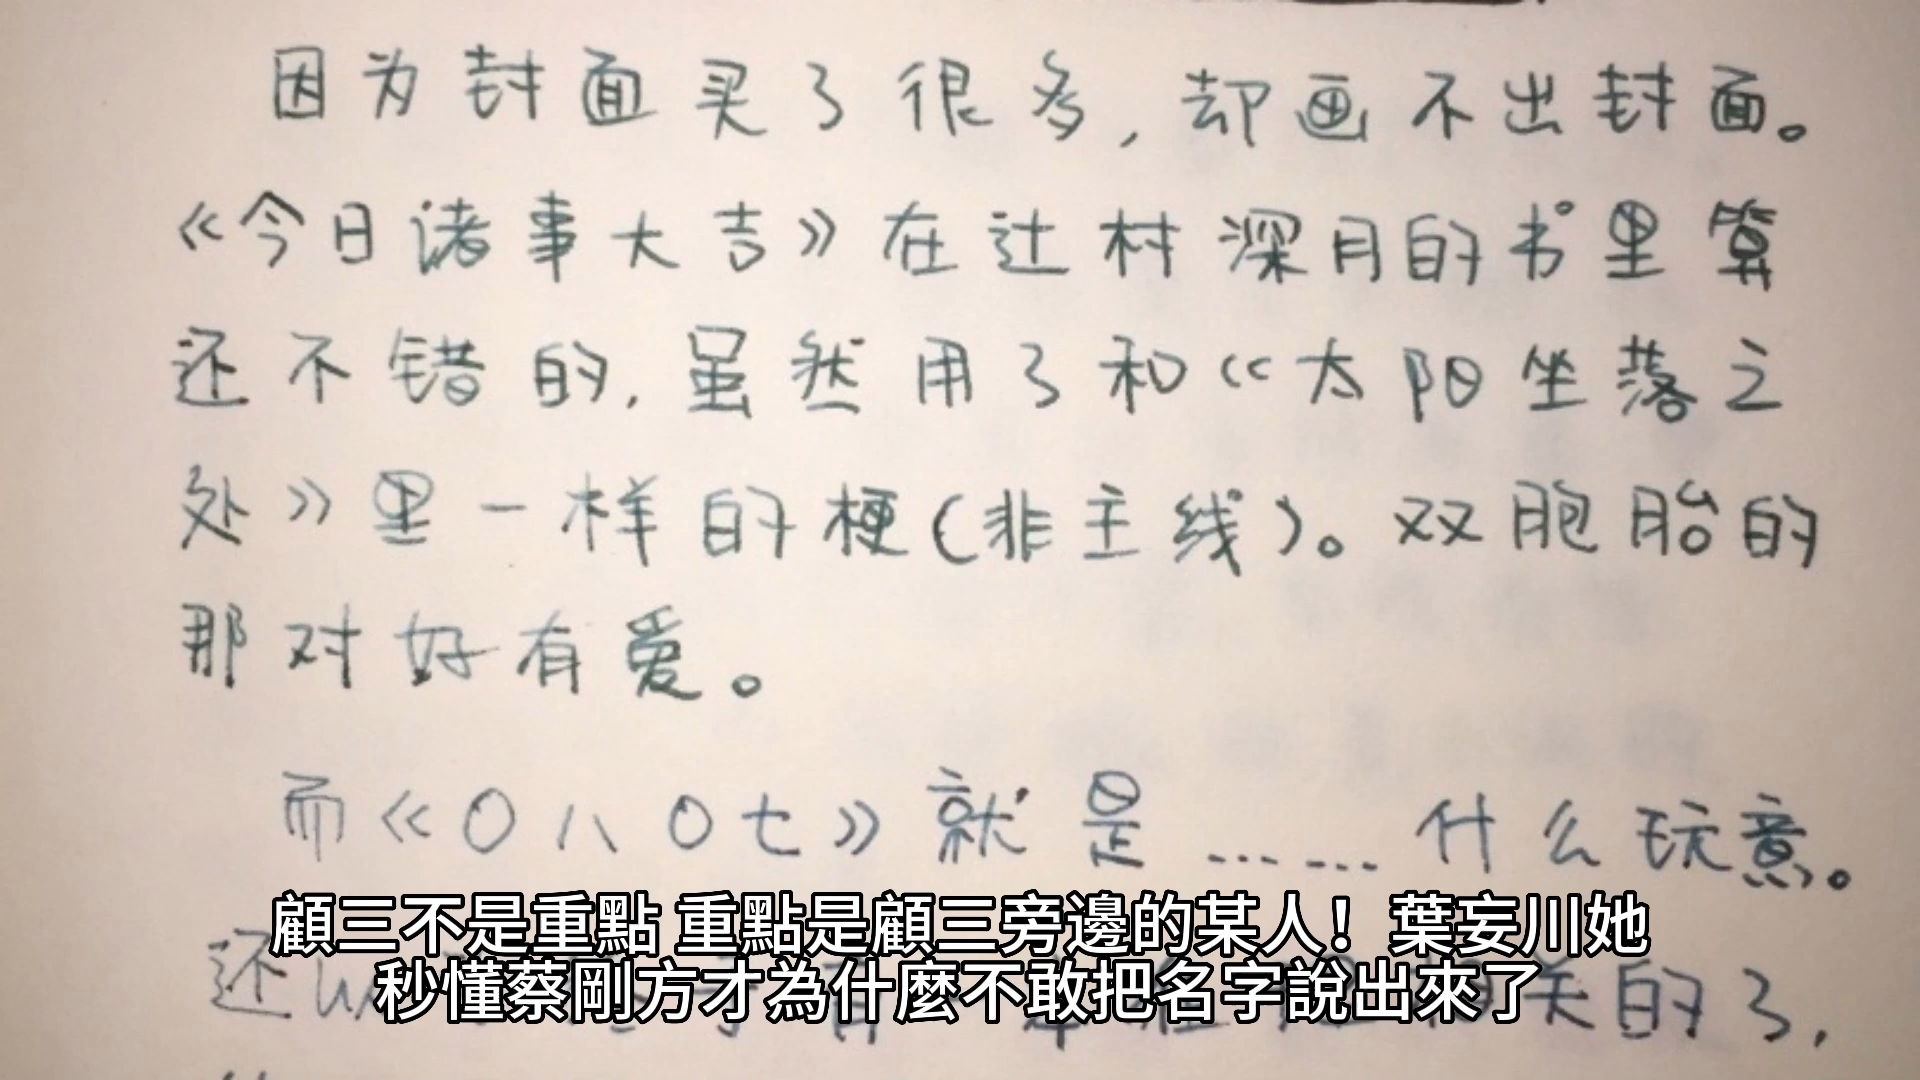 因为封面买了很多，却画不出封面。
《今日诸事大吉》在辻村深月的书里算
还不错的，虽然用了和《太阳坐落之
处》里一样的梗（非主线）。双胞胎的
那对好有爱。
而《〇八〇七》就是……什么玩意。
顧三不是重點 重點是顧三旁邊的某人！葉妄川她
秒懂蔡剛方才為什麼不敢把名字說出來了
还以
关的了，